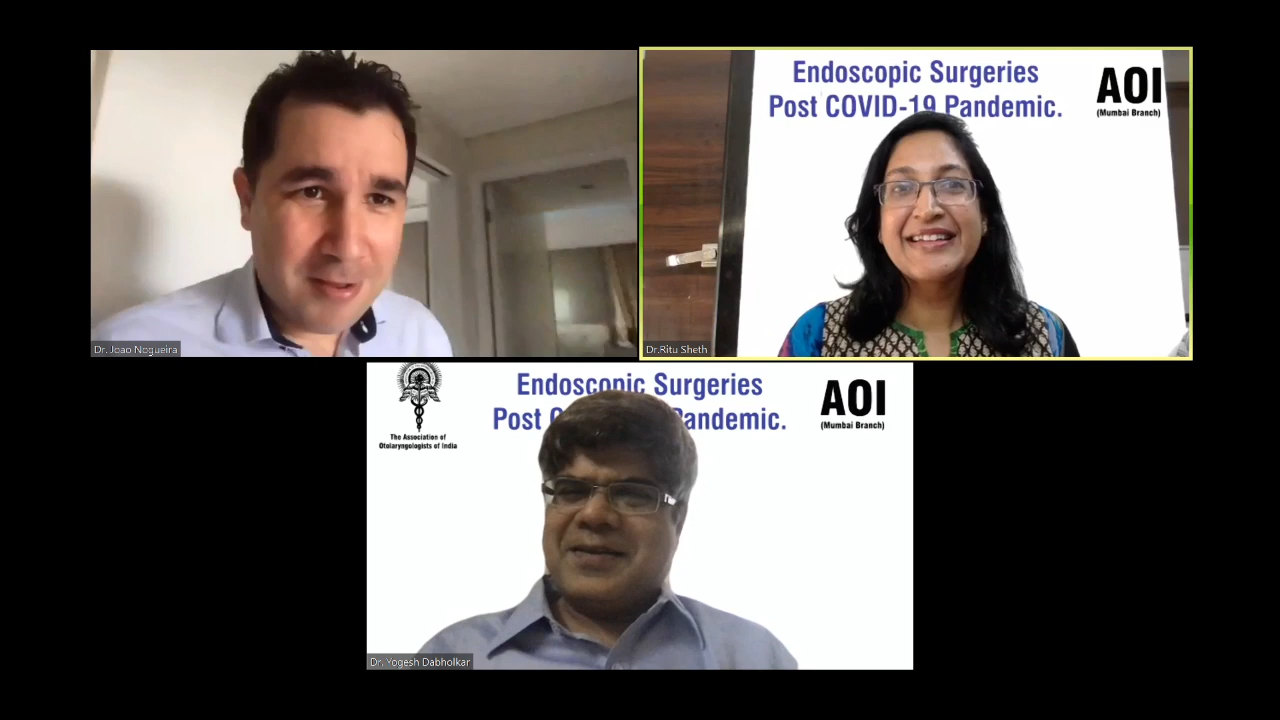 Endoscopic Surgeries
Post COVID-19 Pandemic.
AOI
(Mumbai Branch)
Dr. Joao Nogueira
Dr.Ritu Sheth
Endoscopic Surgeries
Post Pandemic.
AOI
(Mumbai Branch)
The Association of
Otolaryngologists of India
Dr. Yogesh Dabholkar